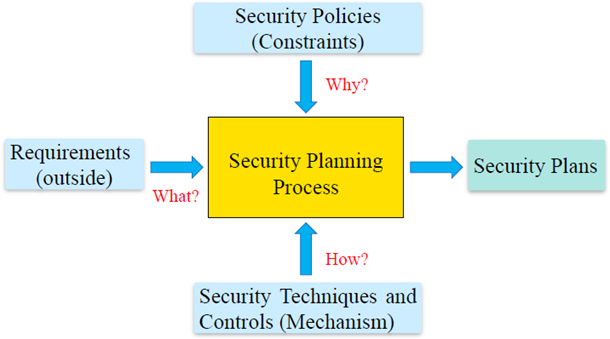 Security Policies
(Constraints)
Why?
Requirements
(outside)
What?
Security Planning
Process
Security Plans
How?
Security Techniques and
Controls (Mechanism)